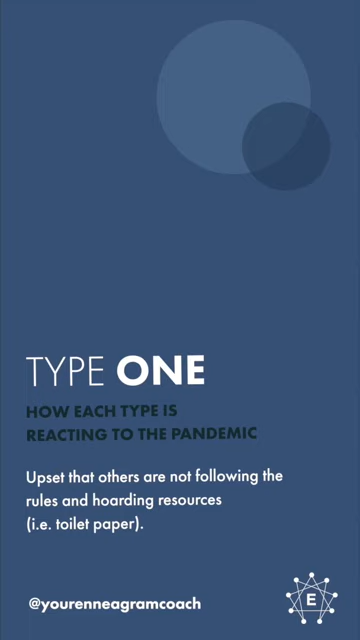 TYPE ONE
HOW EACH TYPE IS
REACTING TO THE PANDEMIC
Upset that others are not following the
rules and hoarding resources
(i.e. toilet paper).
@yourenneagramcoach
E